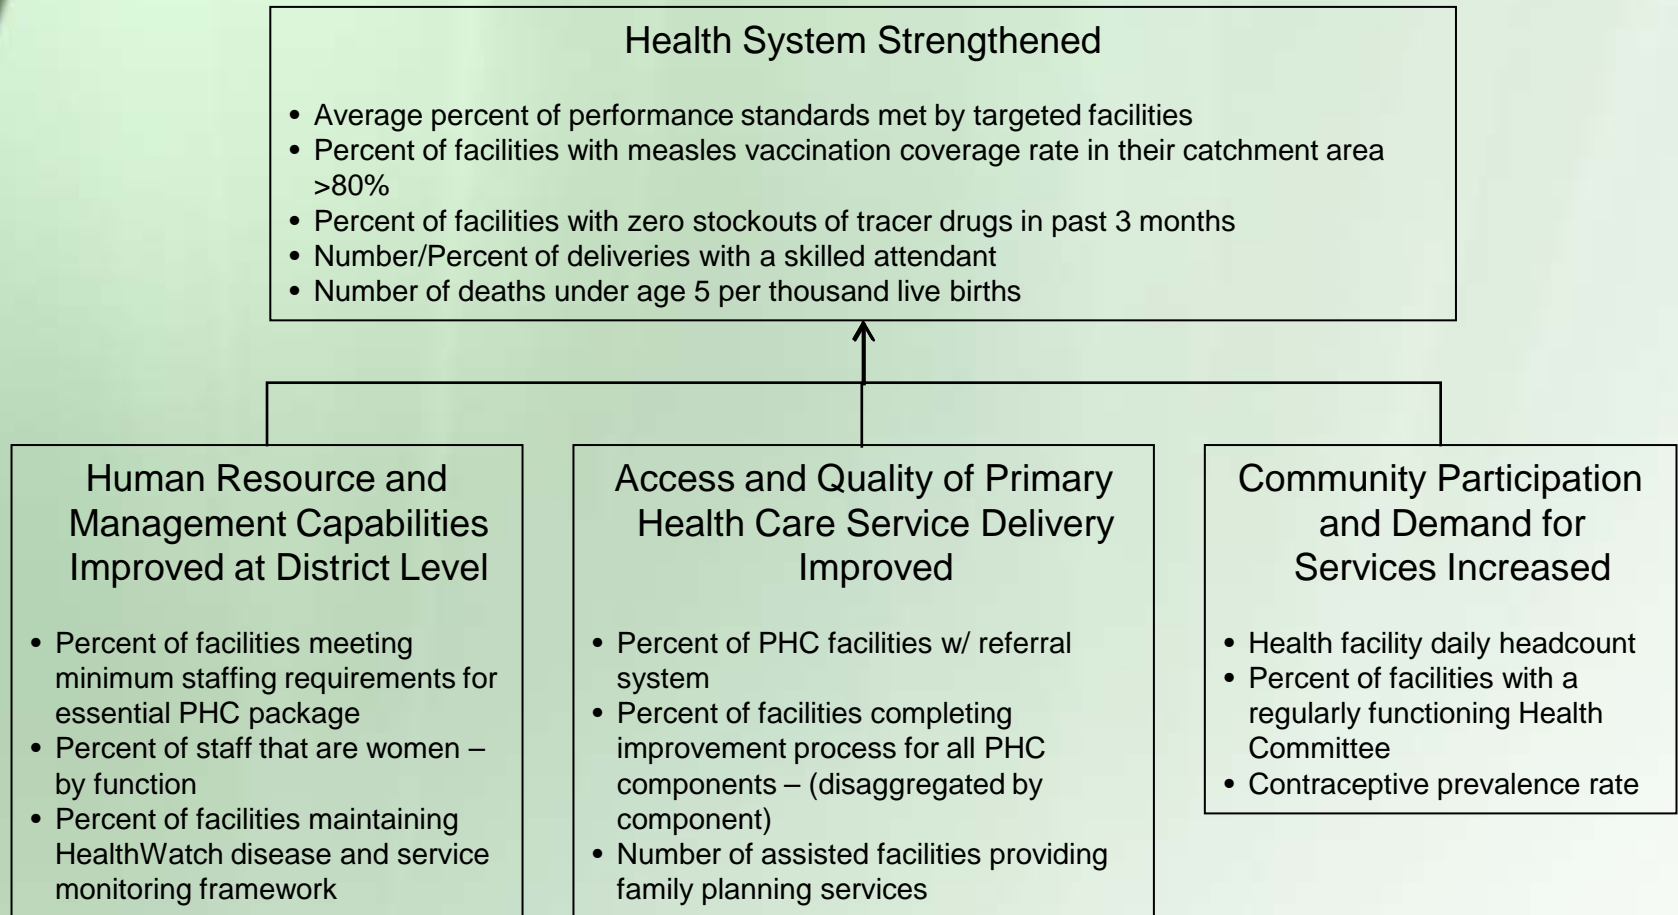 Health System Strengthened
• Average percent of performance standards met by targeted facilities
• Percent of facilities with measles vaccination coverage rate in their catchment area
>80%
• Percent of facilities with zero stockouts of tracer drugs in past 3 months
• Number/Percent of deliveries with a skilled attendant
• Number of deaths under age 5 per thousand live births
Human Resource and
Management Capabilities
Improved at District Level
• Percent of facilities meeting
minimum staffing requirements for
essential PHC package
• Percent of staff that are women –
by function
• Percent of facilities maintaining
HealthWatch disease and service
monitoring framework
Access and Quality of Primary
Health Care Service Delivery
Improved
• Percent of PHC facilities w/ referral
system
• Percent of facilities completing
improvement process for all PHC
components – (disaggregated by
component)
• Number of assisted facilities providing
family planning services
Community Participation
and Demand for
Services Increased
• Health facility daily headcount
• Percent of facilities with a
regularly functioning Health
Committee
• Contraceptive prevalence rate